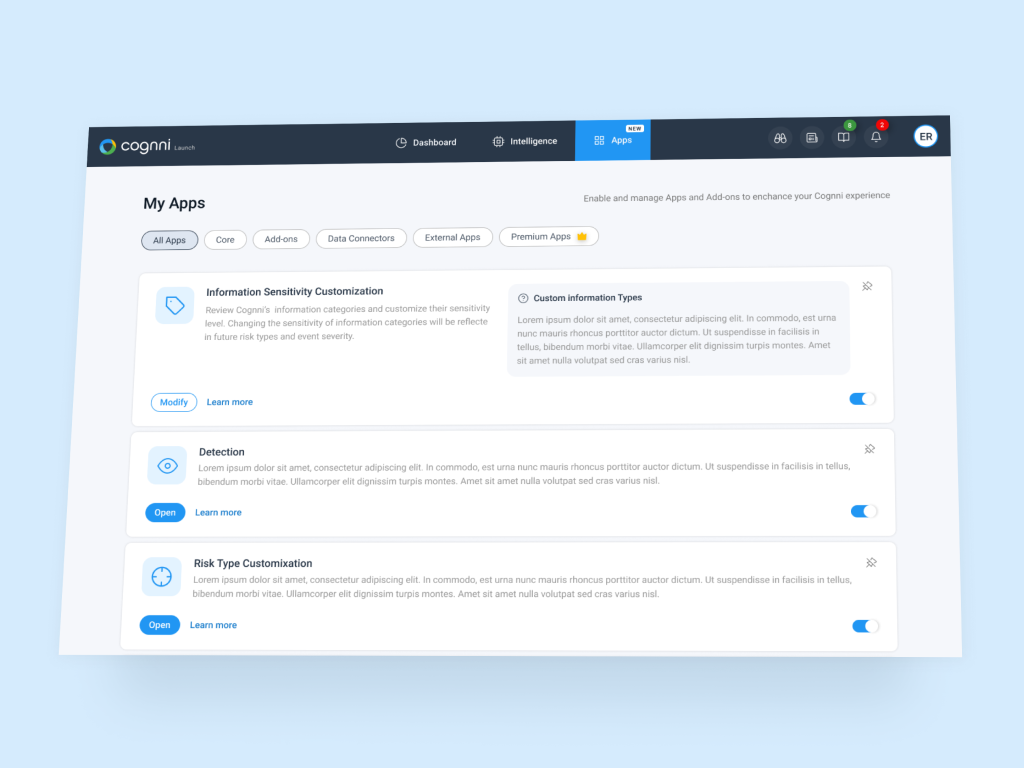 cognni Launch
Dashboard
Intelligence
Apps
NEW
8
2
ER
My Apps
Enable and manage Apps and Add-ons to enchance your Cognni experience
All Apps
Core
Add-ons
Data Connectors
External Apps
Premium Apps
Information Sensitivity Customization
Review Cognni's information categories and customize their sensitivity
level. Changing the sensitivity of information categories will be reflecte
in future risk types and event severity.
Custom information Types
Lorem ipsum dolor sit amet, consectetur adipiscing elit. In commodo, est urna
nunc mauris rhoncus porttitor auctor dictum. Ut suspendisse in facilisis in
tellus, bibendum morbi vitae. Ullamcorper elit dignissim turpis montes. Amet
sit amet nulla volutpat sed cras varius nisl.
Modify
Learn more
Detection
Lorem ipsum dolor sit amet, consectetur adipiscing elit. In commodo, est urna nunc mauris rhoncus porttitor auctor dictum. Ut suspendisse in facilisis in tellus,
bibendum morbi vitae. Ullamcorper elit dignissim turpis montes. Amet sit amet nulla volutpat sed cras varius nisl.
Open
Learn more
Risk Type Customixation
Lorem ipsum dolor sit amet, consectetur adipiscing elit. In commodo, est urna nunc mauris rhoncus porttitor auctor dictum. Ut suspendisse in facilisis in tellus,
bibendum morbi vitae. Ullamcorper elit dignissim turpis montes. Amet sit amet nulla volutpat sed cras varius nisl.
Open
Learn more